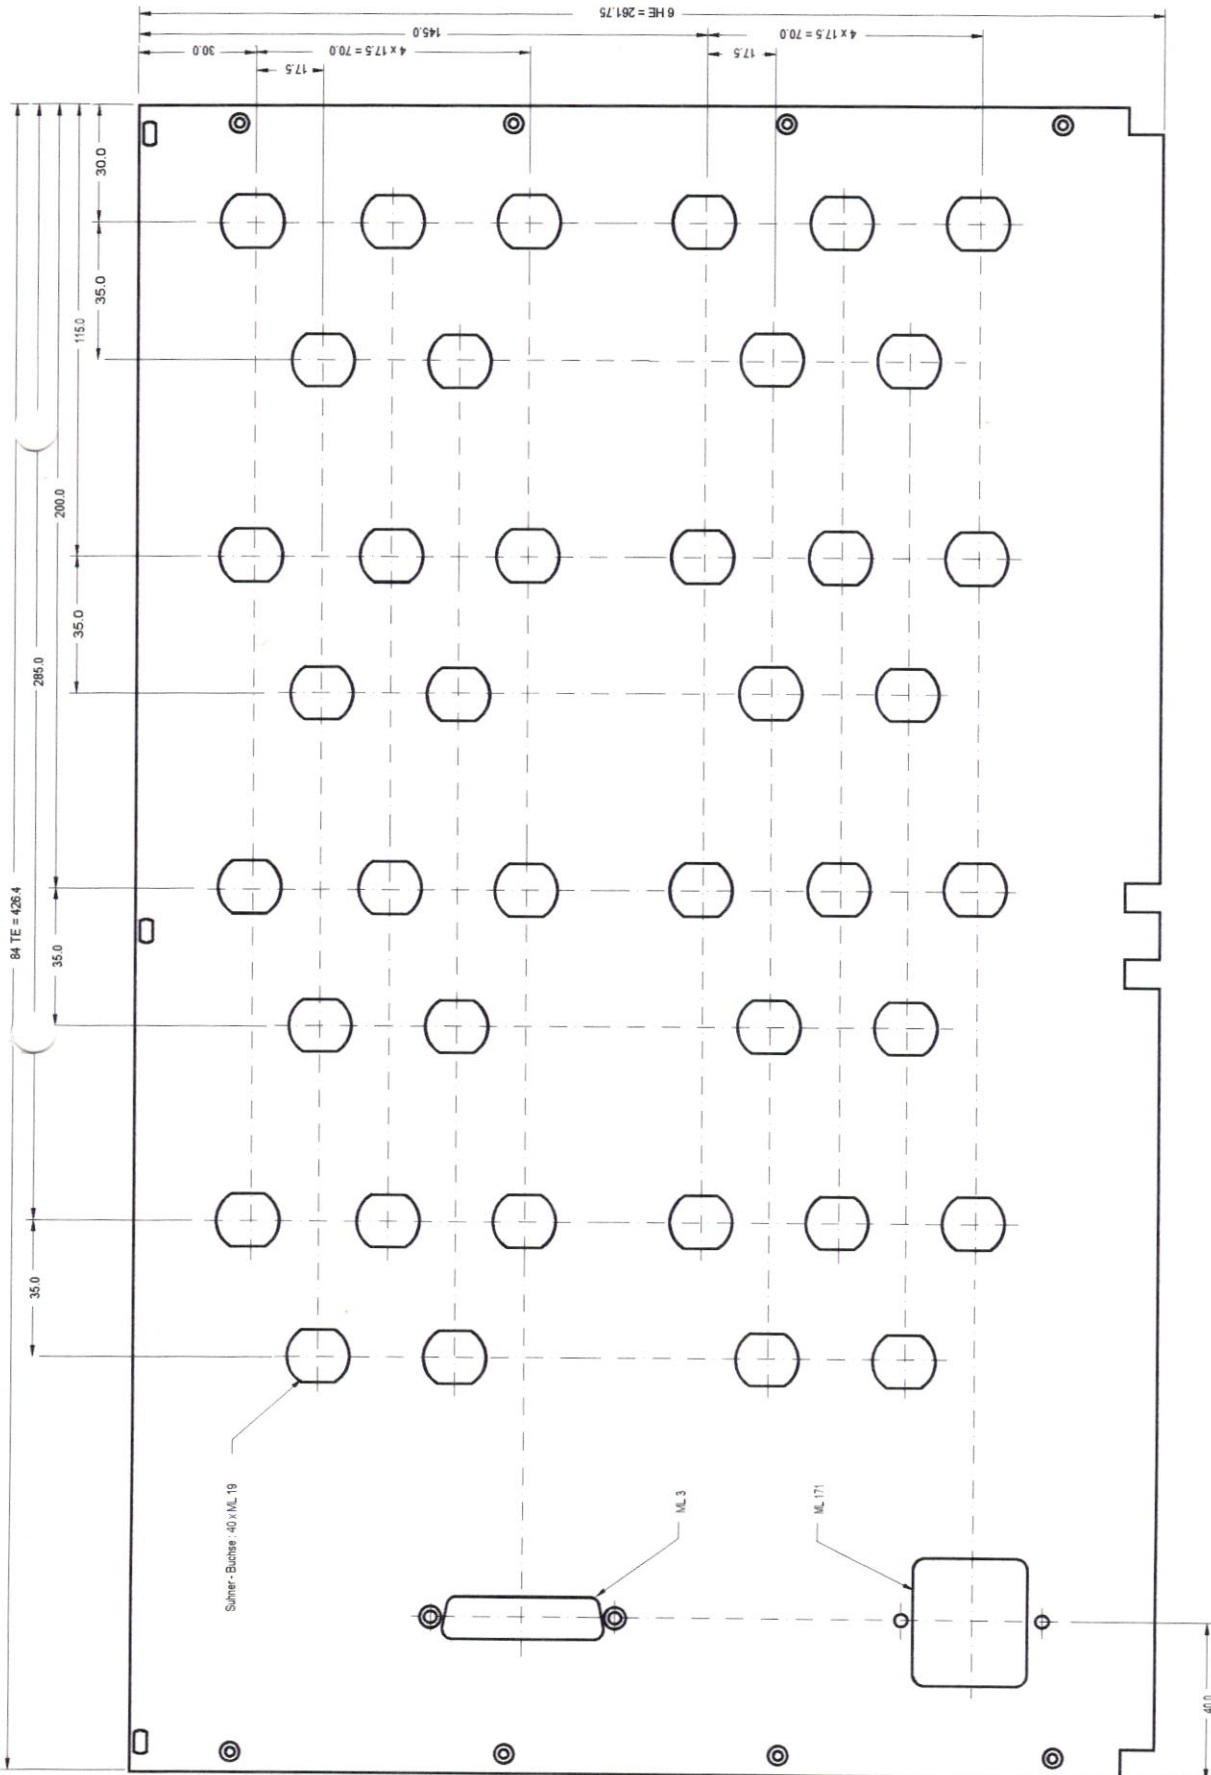 6 HE = 261.75
145.0
30.0
4 x 17.5 = 70.0
4 x 17.5 = 70.0
17.5
17.5
84 TE = 426.4
285.0
200.0
115.0
30.0
35.0
35.0
35.0
35.0
Suhner - Buchse : 40 x ML 19
ML 3
ML 171
40.0